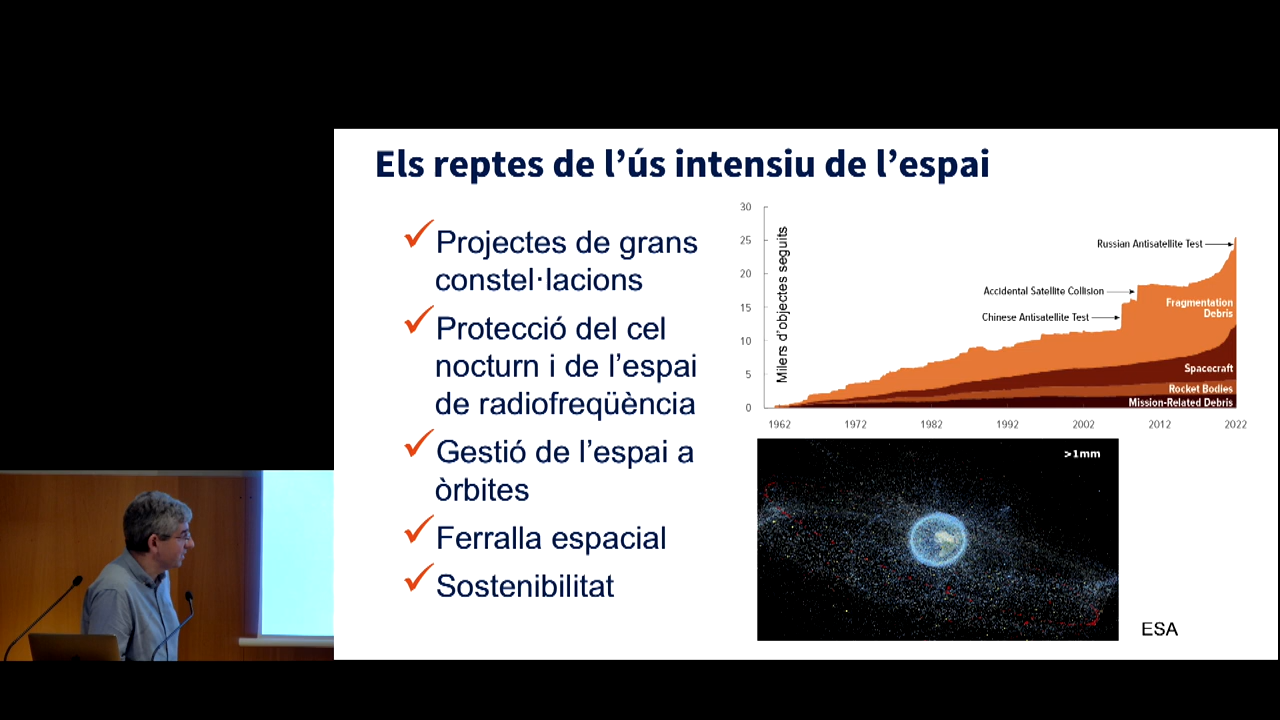 Els reptes de l’ús intensiu de l’espai
Projectes de grans
constel·lacions
Protecció del cel
nocturn i de l’espai
de radiofreqüència
Gestió de l’espai a
òrbites
Ferralla espacial
Sostenibilitat
30
25
20
15
10
5
0
Milers d’objectes seguits
Russian Antisatellite Test
Accidental Satellite Collision
Chinese Antisatellite Test
Fragmentation
Debris
Spacecraft
Rocket Bodies
Mission-Related Debris
1962
1972
1982
1992
2002
2012
2022
>1mm
ESA